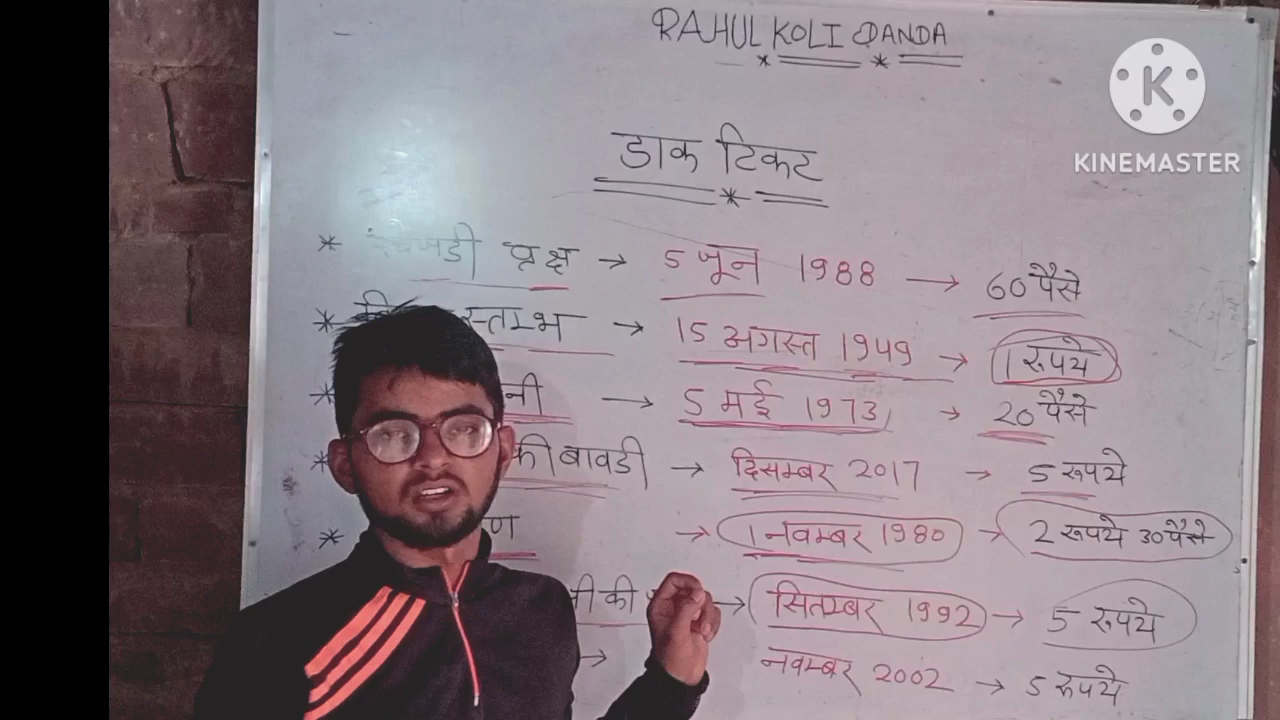 RAHUL KOLI DANDA
K
KINEMASTER
डाक टिकट
* वृक्ष → 5 जून 1988 → 60 पैसे
* स्तम्भ → 15 अगस्त 1949 → 1 रुपये
* नी → 5 मई 1973 → 20 पैसे
* की बावडी → दिसम्बर 2017 → 5 रुपये
* ण → 1 नवम्बर 1980 → 2 रुपये 30 पैसे
की → सितम्बर 1992 → 5 रुपये
→ नवम्बर 2002 → 5 रुपये